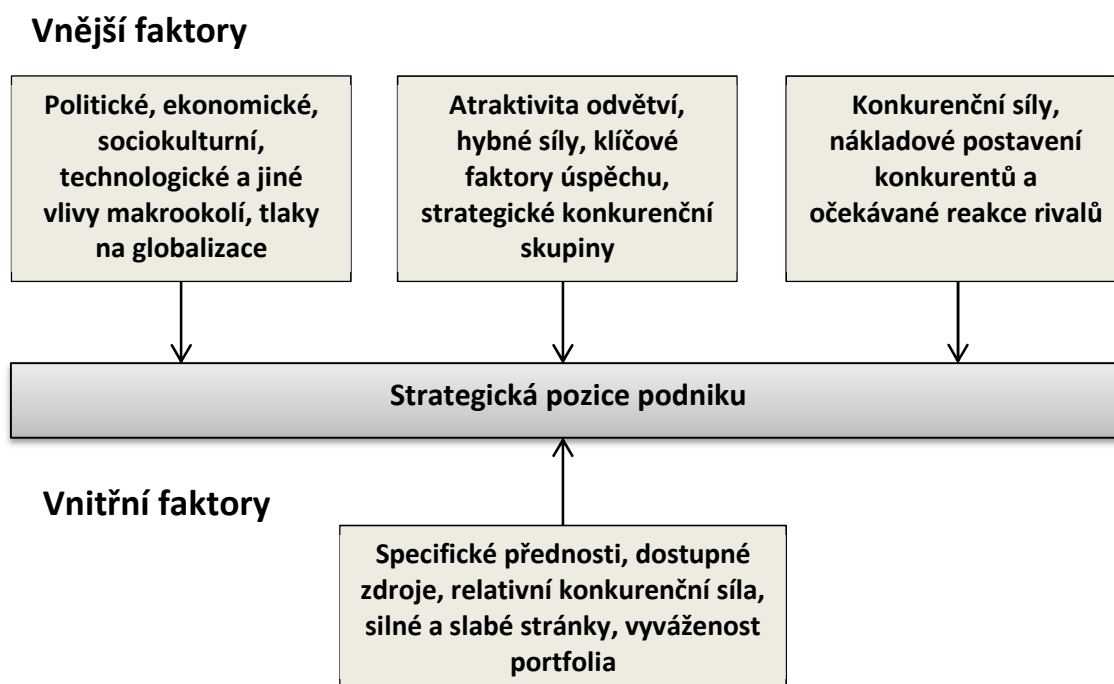 Vnější faktory
Politické, ekonomické,
sociokulturní,
technologické a jiné
vlivy makrookolí, tlaky
na globalizace
Atraktivita odvětví,
hybné síly, klíčové
faktory úspěchu,
strategické konkurenční
skupiny
Konkurenční síly,
nákladové postavení
konkurentů a
očekávané reakce rivalů
Strategická pozice podniku
Vnitřní faktory
Specifické přednosti, dostupné
zdroje, relativní konkurenční síla,
silné a slabé stránky, vyváženost
portfolia